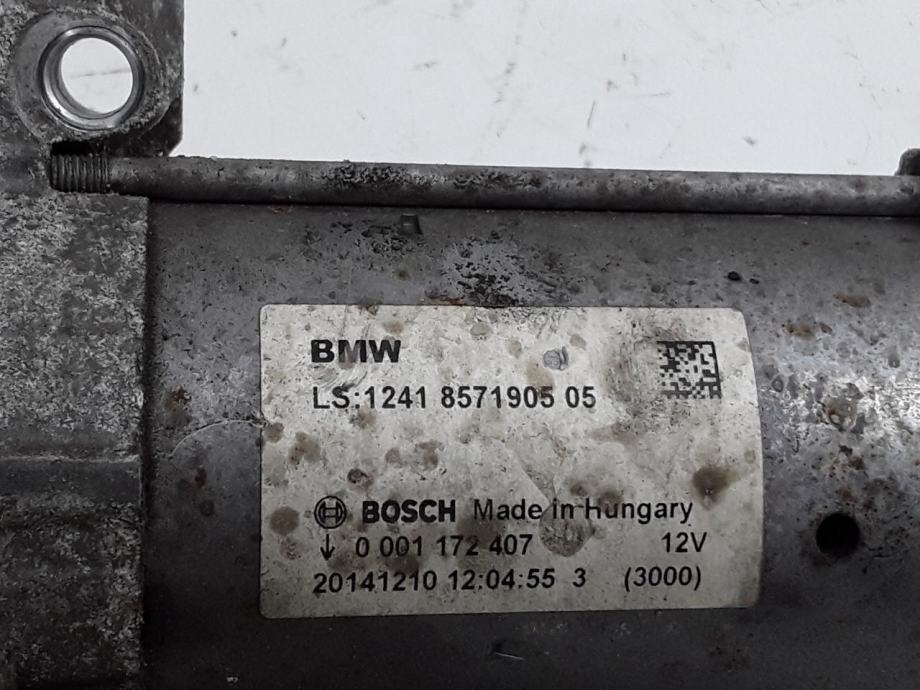 BMW
LS:1241 8571905 05
BOSCH Made in Hungary
↓ 0 001 172 407 12V
20141210 12:04:55 3 (3000)